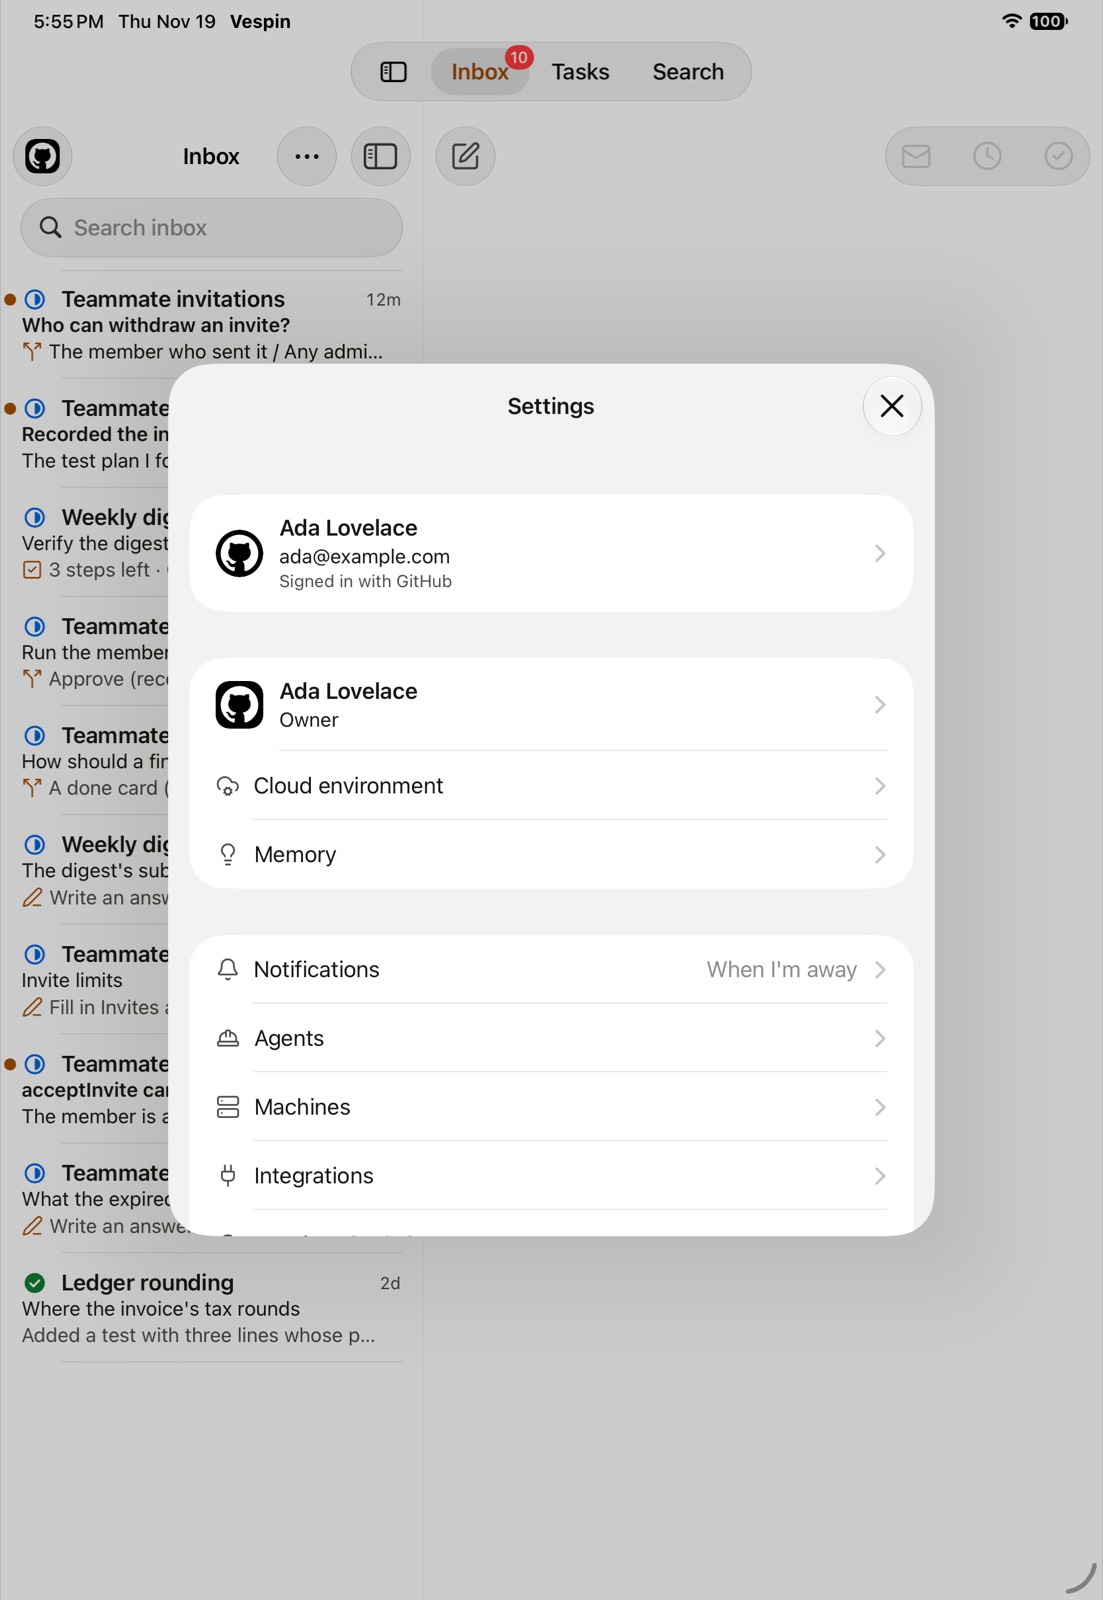 5:55 PM Thu Nov 19 Vespin
100
Inbox
10
Tasks
Search
Inbox
Search inbox
Teammate invitations
12m
Who can withdraw an invite?
The member who sent it / Any admi...
Teammate
Recorded the in
The test plan I fo
Weekly dig
Verify the digest
3 steps left ·
Teammate
Run the member
Approve (rec
Teammate
How should a fin
A done card (
Weekly dig
The digest's sub
Write an answ
Teammate
Invite limits
Fill in Invites
Teammate
acceptInvite ca
The member is a
Teammate
What the expired
Write an answe
Ledger rounding
2d
Where the invoice's tax rounds
Added a test with three lines whose p...
Settings
Ada Lovelace
ada@example.com
Signed in with GitHub
Ada Lovelace
Owner
Cloud environment
Memory
Notifications
When I'm away
Agents
Machines
Integrations